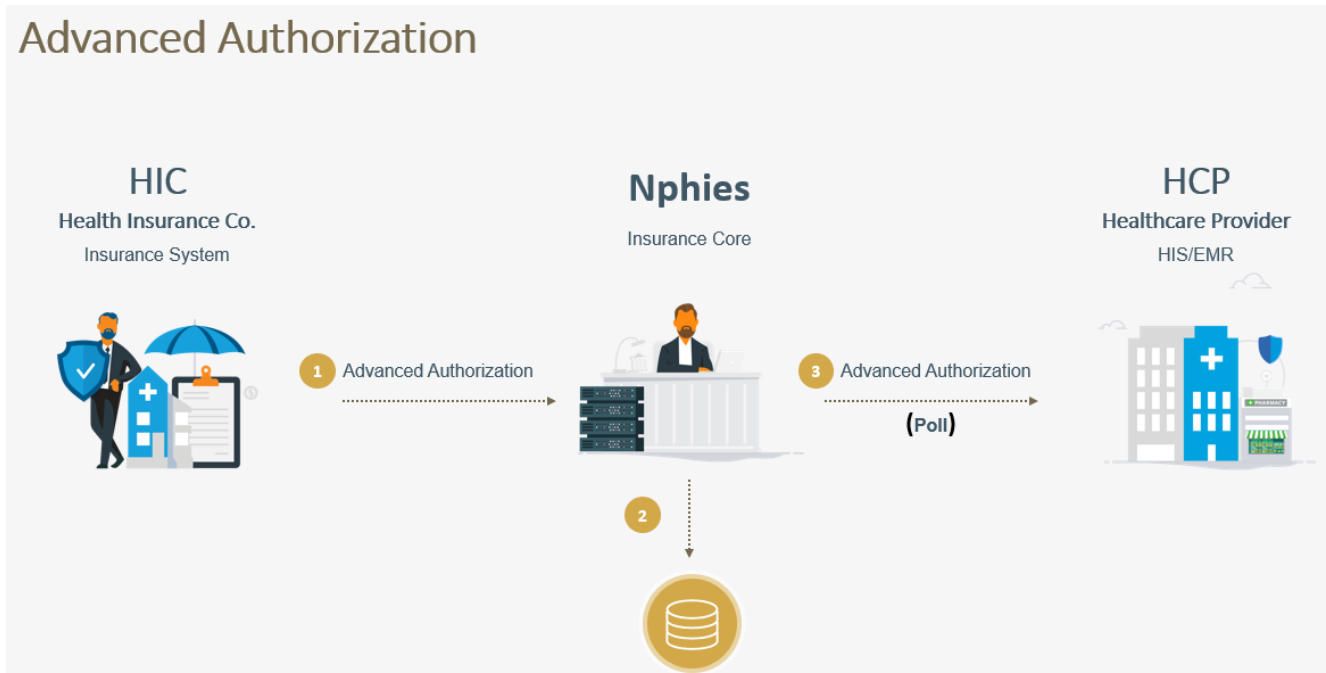 Advanced Authorization
HIC
Health Insurance Co.
Insurance System
Nphies
Insurance Core
HCP
Healthcare Provider
HIS/EMR
1 Advanced Authorization
3 Advanced Authorization
(Poll)
+ PHARMACY
2